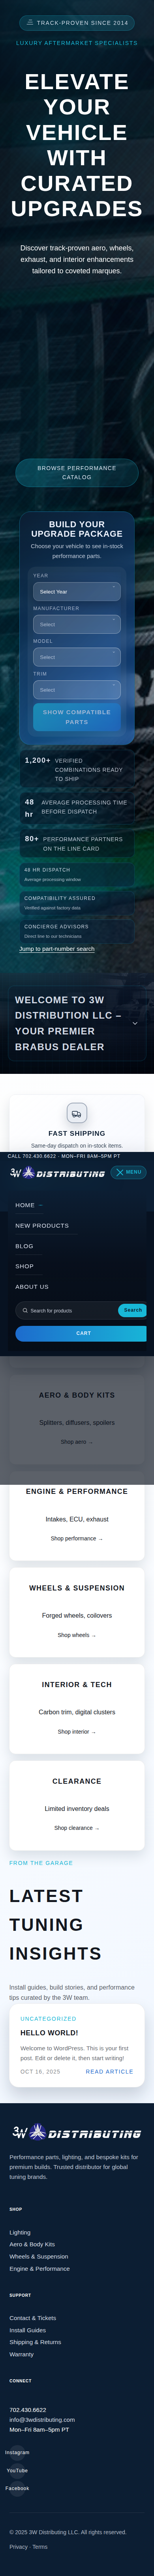 TRACK-PROVEN SINCE 2014
LUXURY AFTERMARKET SPECIALISTS
ELEVATE
YOUR
VEHICLE
WITH
CURATED
UPGRADES
Discover track-proven aero, wheels,
exhaust, and interior enhancements
tailored to coveted marques.
BROWSE PERFORMANCE
CATALOG
BUILD YOUR
UPGRADE PACKAGE
Choose your vehicle to see in-stock
performance parts.
YEAR
Select Year
MANUFACTURER
Select
MODEL
Select
TRIM
Select
SHOW COMPATIBLE
PARTS
1,200+ VERIFIED
COMBINATIONS READY
TO SHIP
48 AVERAGE PROCESSING TIME
hr BEFORE DISPATCH
80+ PERFORMANCE PARTNERS
ON THE LINE CARD
48 HR DISPATCH
Average processing window
COMPATIBILITY ASSURED
Verified against factory data
CONCIERGE ADVISORS
Direct line to our technicians
Jump to part-number search
WELCOME TO 3W
DISTRIBUTION LLC –
YOUR PREMIER
BRABUS DEALER
FAST SHIPPING
Same-day dispatch on in-stock items.
CALL 702.430.6622 · MON–FRI 8AM–5PM PT
3W DISTRIBUTING
MENU
HOME →
NEW PRODUCTS
BLOG
SHOP
ABOUT US
Search for products
Search
CART
AERO & BODY KITS
Splitters, diffusers, spoilers
Shop aero →
ENGINE & PERFORMANCE
Intakes, ECU, exhaust
Shop performance →
WHEELS & SUSPENSION
Forged wheels, coilovers
Shop wheels →
INTERIOR & TECH
Carbon trim, digital clusters
Shop interior →
CLEARANCE
Limited inventory deals
Shop clearance →
FROM THE GARAGE
LATEST
TUNING
INSIGHTS
Install guides, build stories, and performance
tips curated by the 3W team.
UNCATEGORIZED
HELLO WORLD!
Welcome to WordPress. This is your first
post. Edit or delete it, then start writing!
OCT 16, 2025 READ ARTICLE
3W DISTRIBUTING
Performance parts, lighting, and bespoke kits for
premium builds. Trusted distributor for global
tuning brands.
SHOP
Lighting
Aero & Body Kits
Wheels & Suspension
Engine & Performance
SUPPORT
Contact & Tickets
Install Guides
Shipping & Returns
Warranty
CONNECT
702.430.6622
info@3wdistributing.com
Mon–Fri 8am–5pm PT
Instagram
YouTube
Facebook
© 2025 3W Distributing LLC. All rights reserved.
Privacy · Terms